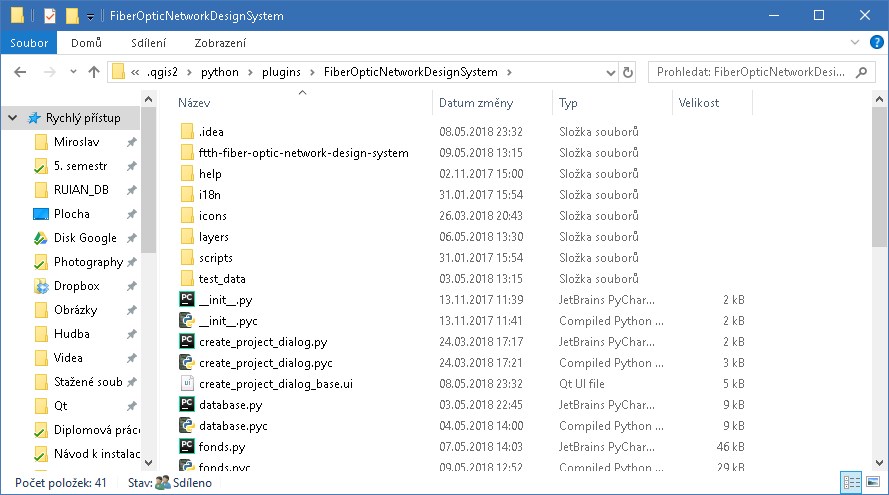 FiberOpticNetworkDesignSystem
Soubor Domů Sdílení Zobrazení
« .qgis2 › python › plugins › FiberOpticNetworkDesignSystem › Prohledat: FiberOpticNetworkDesi...
Název Datum změny Typ Velikost
Rychlý přístup
Miroslav
5. semestr
RUIAN_DB
Plocha
Disk Google
Photography
Dropbox
Obrázky
Hudba
Videa
Stažené soub
Qt
Diplomová prác
Návod k instalac
.idea 08.05.2018 23:32 Složka souborů
ftth-fiber-optic-network-design-system 09.05.2018 13:15 Složka souborů
help 02.11.2017 15:00 Složka souborů
i18n 31.01.2017 15:54 Složka souborů
icons 26.03.2018 20:43 Složka souborů
layers 06.05.2018 13:30 Složka souborů
scripts 31.01.2017 15:54 Složka souborů
test_data 03.05.2018 13:15 Složka souborů
__init__.py 13.11.2017 11:39 JetBrains PyChar... 2 kB
__init__.pyc 13.11.2017 11:41 Compiled Python ... 2 kB
create_project_dialog.py 24.03.2018 17:17 JetBrains PyChar... 2 kB
create_project_dialog.pyc 24.03.2018 17:21 Compiled Python ... 3 kB
create_project_dialog_base.ui 08.05.2018 23:32 Qt UI file 5 kB
database.py 03.05.2018 22:45 JetBrains PyChar... 9 kB
database.pyc 04.05.2018 14:00 Compiled Python ... 9 kB
fonds.py 07.05.2018 14:03 JetBrains PyChar... 46 kB
fonds.pyc 09.05.2018 12:52 Compiled Python ... 29 kB
Počet položek: 41 Stav: Sdíleno